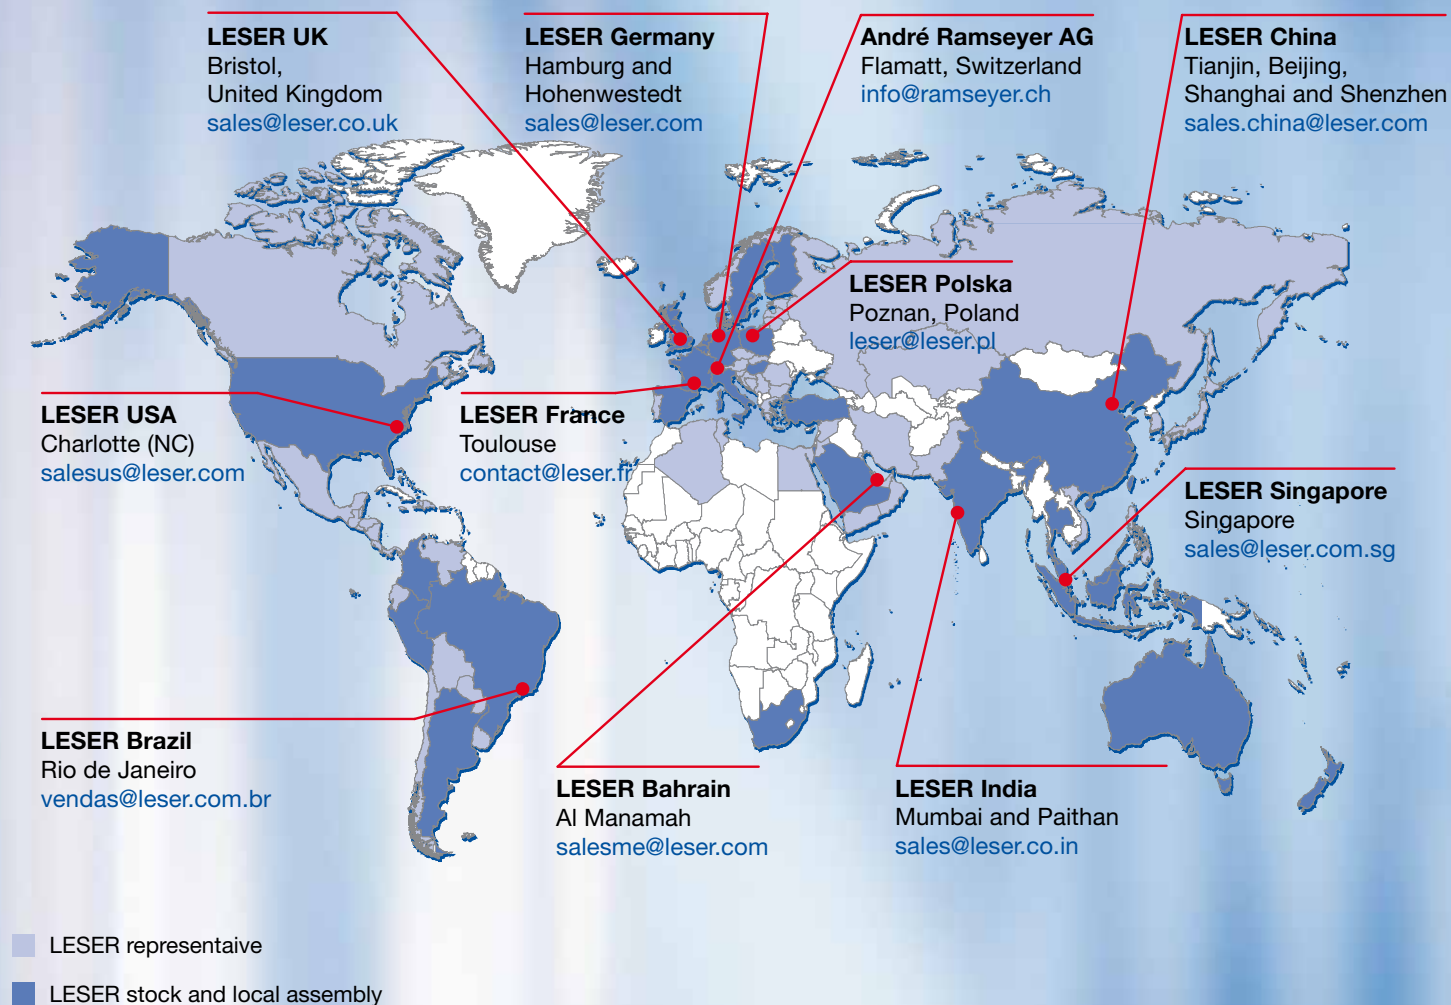 LESER UK
Bristol,
United Kingdom
sales@leser.co.uk
LESER Germany
Hamburg and
Hohenwestedt
sales@leser.com
André Ramseyer AG
Flamatt, Switzerland
info@ramseyer.ch
LESER China
Tianjin, Beijing,
Shanghai and Shenzhen
sales.china@leser.com
LESER Polska
Poznan, Poland
leser@leser.pl
LESER USA
Charlotte (NC)
salesus@leser.com
LESER France
Toulouse
contact@leser.fr
LESER Singapore
Singapore
sales@leser.com.sg
LESER Brazil
Rio de Janeiro
vendas@leser.com.br
LESER Bahrain
Al Manamah
salesme@leser.com
LESER India
Mumbai and Paithan
sales@leser.co.in
LESER representaive
LESER stock and local assembly